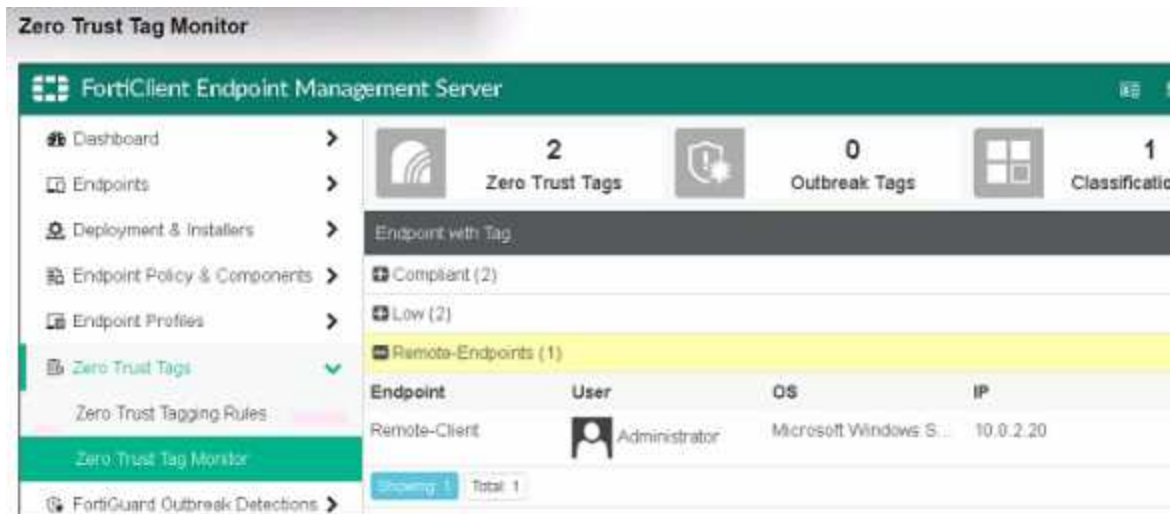 Zero Trust Tag Monitor
FortiClient Endpoint Management Server
Dashboard
Endpoints
Deployment & Installers
Endpoint Policy & Components
Endpoint Profiles
Zero Trust Tags
Zero Trust Tagging Rules
Zero Trust Tag Monitor
FortiGuard Outbreak Detections
2
Zero Trust Tags
0
Outbreak Tags
1
Classificatio
Endpoint with Tag
Compliant (2)
Low (2)
Remote-Endpoints (1)
Endpoint User OS IP
Remote-Client Administrator Microsoft Windows S... 10.0.2.20
Showing: 1 Total: 1